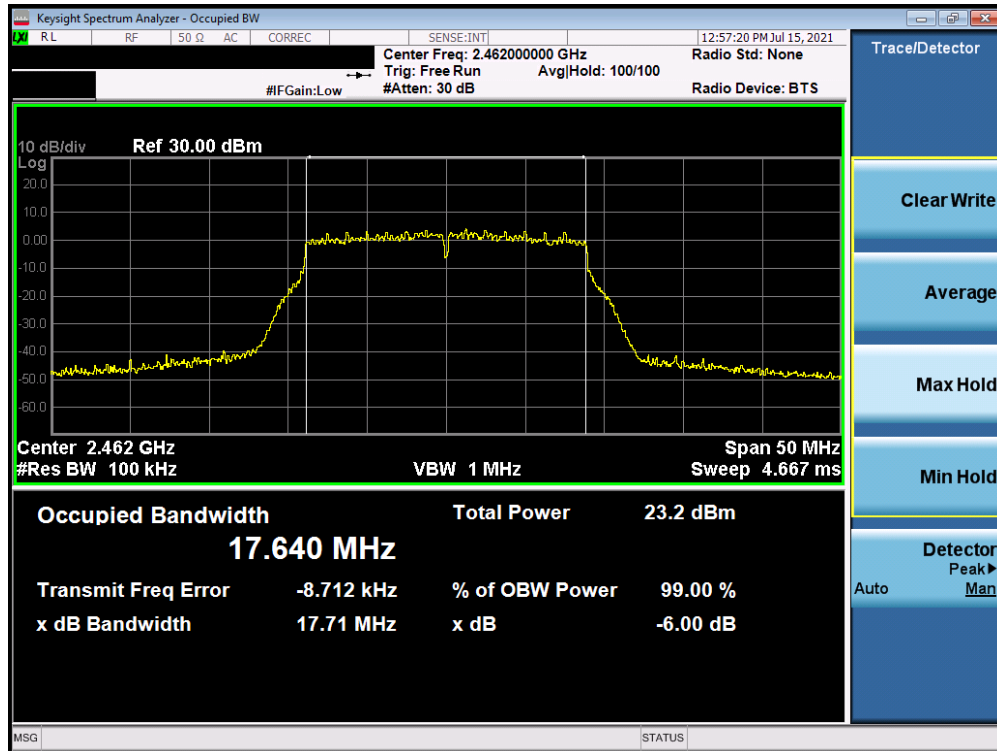 Keysight Spectrum Analyzer - Occupied BW
LXI RL RF 50 Ω AC CORREC SENSE:INT 12:57:20 PM Jul 15, 2021
Center Freq: 2.462000000 GHz Radio Std: None
Trig: Free Run Avg|Hold: 100/100
#IFGain:Low #Atten: 30 dB Radio Device: BTS
Trace/Detector
10 dB/div Ref 30.00 dBm
Log
20.0
10.0
0.00
-10.0
-20.0
-30.0
-40.0
-50.0
-60.0
Center 2.462 GHz Span 50 MHz
#Res BW 100 kHz VBW 1 MHz Sweep 4.667 ms
Clear Write
Average
Max Hold
Min Hold
Detector
Peak▶
Auto Man
Occupied Bandwidth Total Power 23.2 dBm
17.640 MHz
Transmit Freq Error -8.712 kHz % of OBW Power 99.00 %
x dB Bandwidth 17.71 MHz x dB -6.00 dB
MSG STATUS